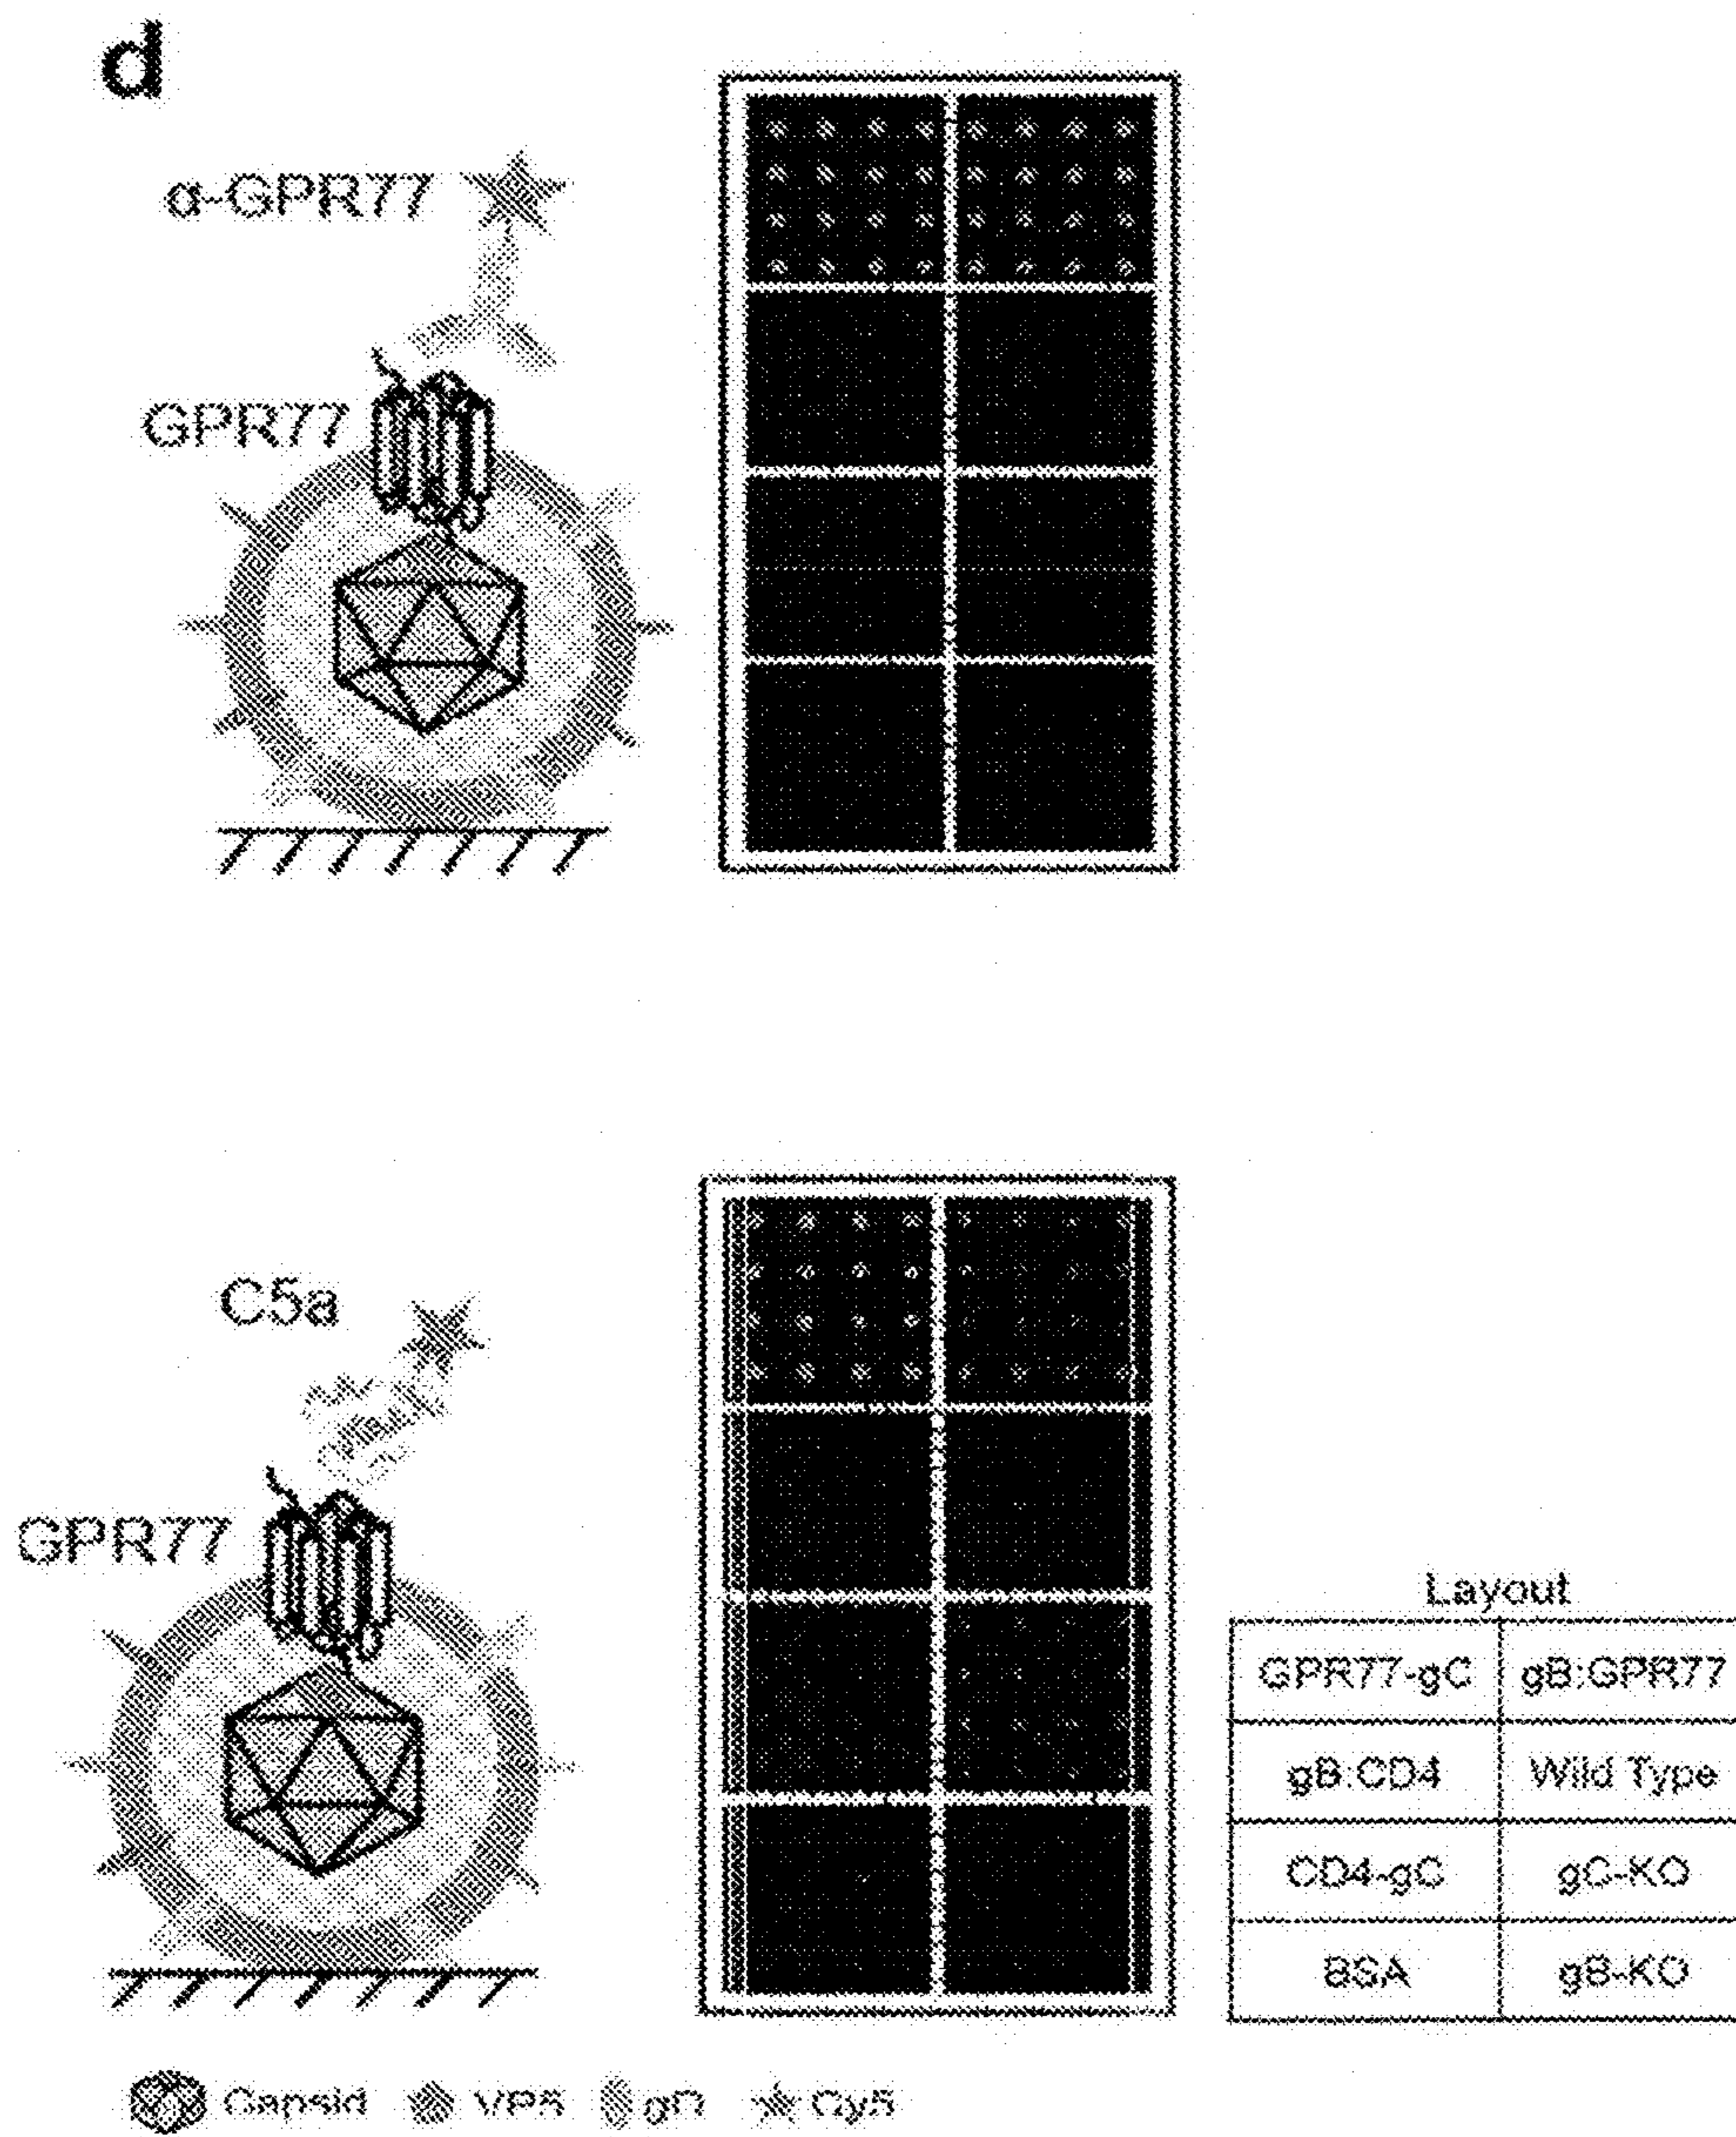 d
α-GPR77
GPR77
C5a
GPR77
Layout
GPR77-gC gB:GPR77
gB:CD4 Wild Type
CD4-gC gC-KO
BSA gB-KO
Capsid VP5 gD Cy5